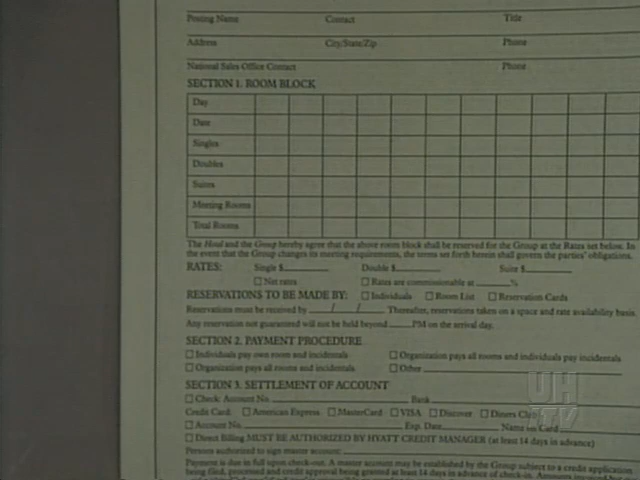 Posting Name Contact Title
Address City/State/Zip Phone
National Sales Office Contact Phone
SECTION 1. ROOM BLOCK
Day
Date
Singles
Doubles
Suites
Meeting Rooms
Total Rooms
The Hotel and the Group hereby agree that the above room block shall be reserved for the Group at the Rates set below. In
the event that the Group changes its meeting requirements, the terms set forth herein shall govern the parties' obligations.
RATES: Single $ Double $ Suite $
Net rates Rates are commissionable at %
RESERVATIONS TO BE MADE BY: Individuals Room List Reservation Cards
Reservations must be received by / / Thereafter, reservations taken on a space and rate availability basis.
Any reservation not guaranteed will not be held beyond PM on the arrival day.
SECTION 2. PAYMENT PROCEDURE
Individuals pay own room and incidentals Organization pays all rooms and individuals pay incidentals
Organization pays all rooms and incidentals Other
SECTION 3. SETTLEMENT OF ACCOUNT
Check: Account No. Bank
Credit Card: American Express MasterCard VISA Discover Diners Club
Account No. Exp. Date Name on Card
Direct Billing MUST BE AUTHORIZED BY HYATT CREDIT MANAGER (at least 14 days in advance)
Persons authorized to sign master account:
Payment is due in full upon check-out. A master account may be established by the Group subject to a credit application
being filed, processed and credit approval being granted at least 14 days in advance of check-in.
UH
TV